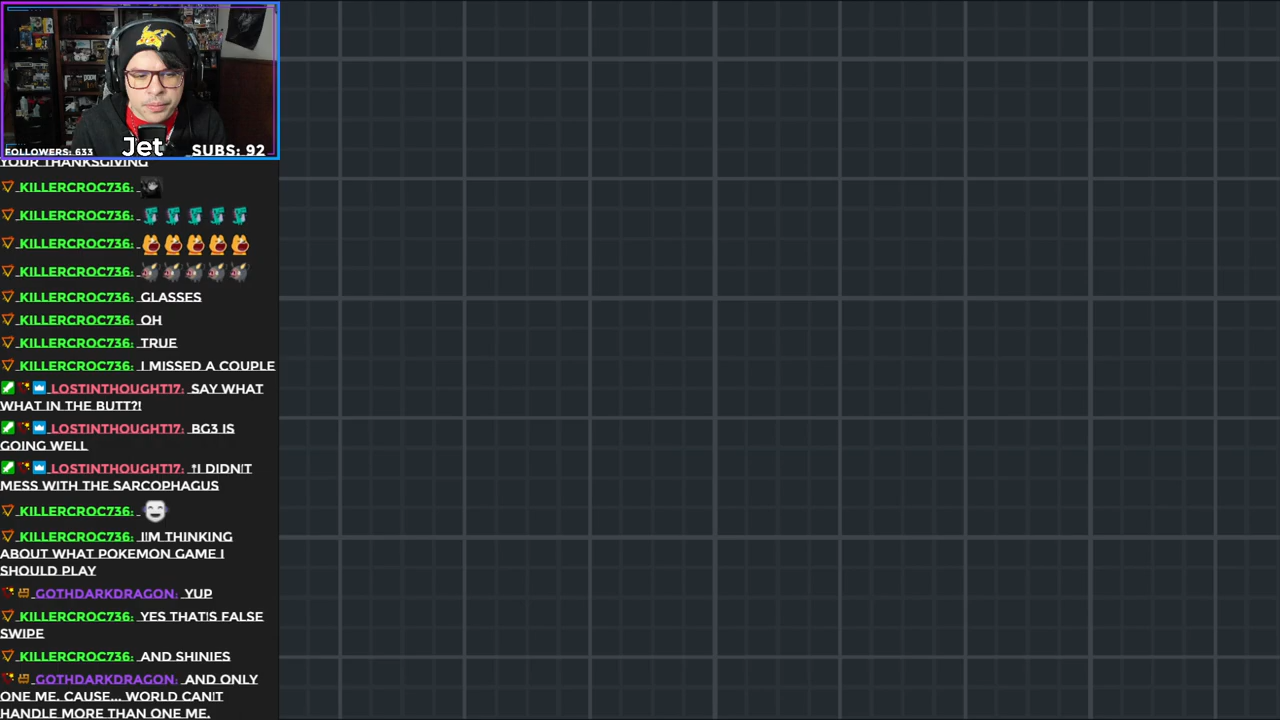 FOLLOWERS: 633
Jet
SUBS: 92
YOUR THANKSGIVING
KILLERCROC736:
KILLERCROC736:
KILLERCROC736:
KILLERCROC736:
KILLERCROC736: GLASSES
KILLERCROC736: OH
KILLERCROC736: TRUE
KILLERCROC736: I MISSED A COUPLE
LOSTINTHOUGHT17: SAY WHAT
WHAT IN THE BUTT?!
LOSTINTHOUGHT17: BG3 IS
GOING WELL
LOSTINTHOUGHT17: *I DIDN'T
MESS WITH THE SARCOPHAGUS
KILLERCROC736:
KILLERCROC736: I'M THINKING
ABOUT WHAT POKEMON GAME I
SHOULD PLAY
GOTHDARKDRAGON: YUP
KILLERCROC736: YES THAT'S FALSE
SWIPE
KILLERCROC736: AND SHINIES
GOTHDARKDRAGON: AND ONLY
ONE ME. CAUSE... WORLD CAN'T
HANDLE MORE THAN ONE ME.